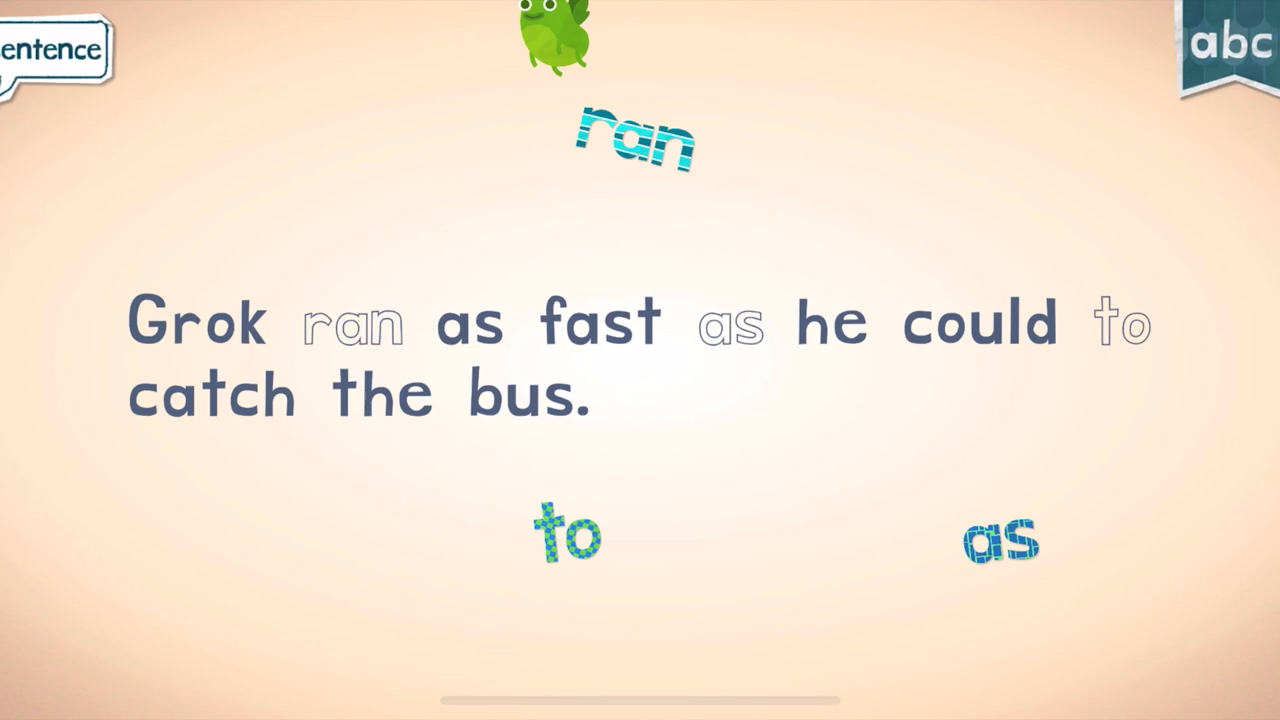 entence
abc
ran
Grok ran as fast as he could to
catch the bus.
to
as